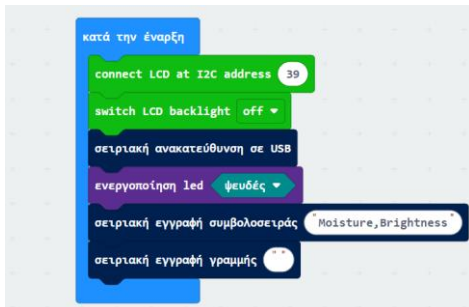 κατά την έναρξη
connect LCD at I2C address 39
switch LCD backlight off
σειριακή ανακατεύθυνση σε USB
ενεργοποίηση led ψευδές
σειριακή εγγραφή συμβολοσειράς "Moisture,Brightness"
σειριακή εγγραφή γραμμής " "